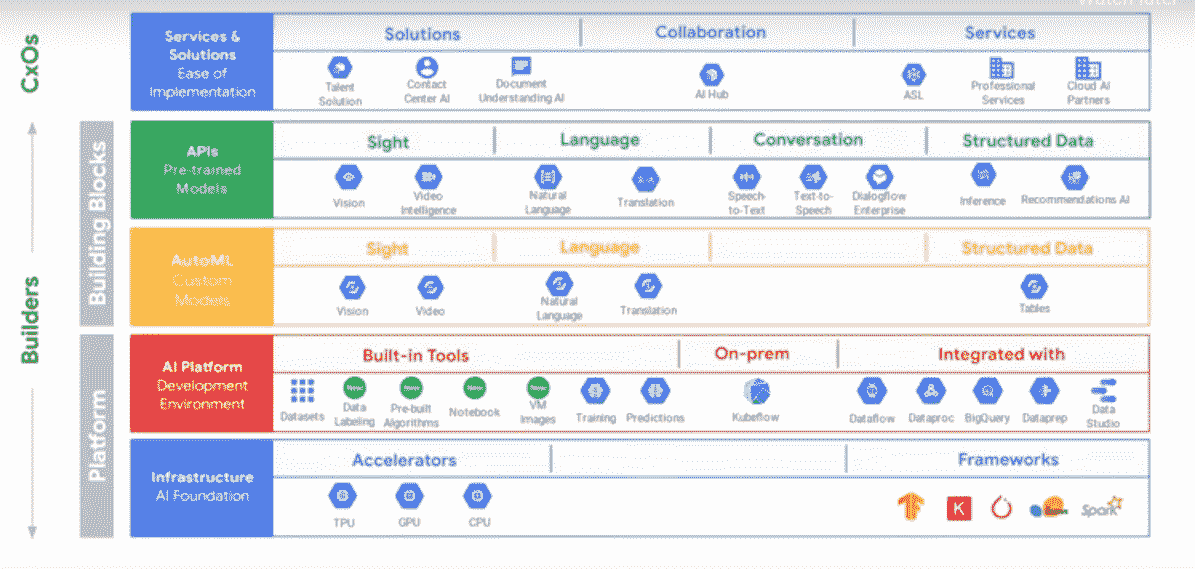 Watch later
CxOs
Builders
Building Blocks
Platform
Services &
Solutions
Ease of
Implementation
Solutions
Collaboration
Services
Talent
Solution
Contact
Center AI
Document
Understanding AI
AI Hub
ASL
Professional
Services
Cloud AI
Partners
APIs
Pre-trained
Models
Sight
Language
Conversation
Structured Data
Vision
Video
Intelligence
Natural
Language
Translation
Speech-
to-Text
Text-to-
Speech
Dialogflow
Enterprise
Inference
Recommendations AI
AutoML
Custom
Models
Sight
Language
Structured Data
Vision
Video
Natural
Language
Translation
Tables
AI Platform
Development
Environment
Built-in Tools
On-prem
Integrated with
Datasets
New
Data
Labeling
New
Pre-built
Algorithms
New
Notebook
New
VM
Images
Training
Predictions
Kubeflow
Dataflow
Dataproc
BigQuery
Dataprep
Data
Studio
Infrastructure
AI Foundation
Accelerators
Frameworks
TPU
GPU
CPU
K
Spark